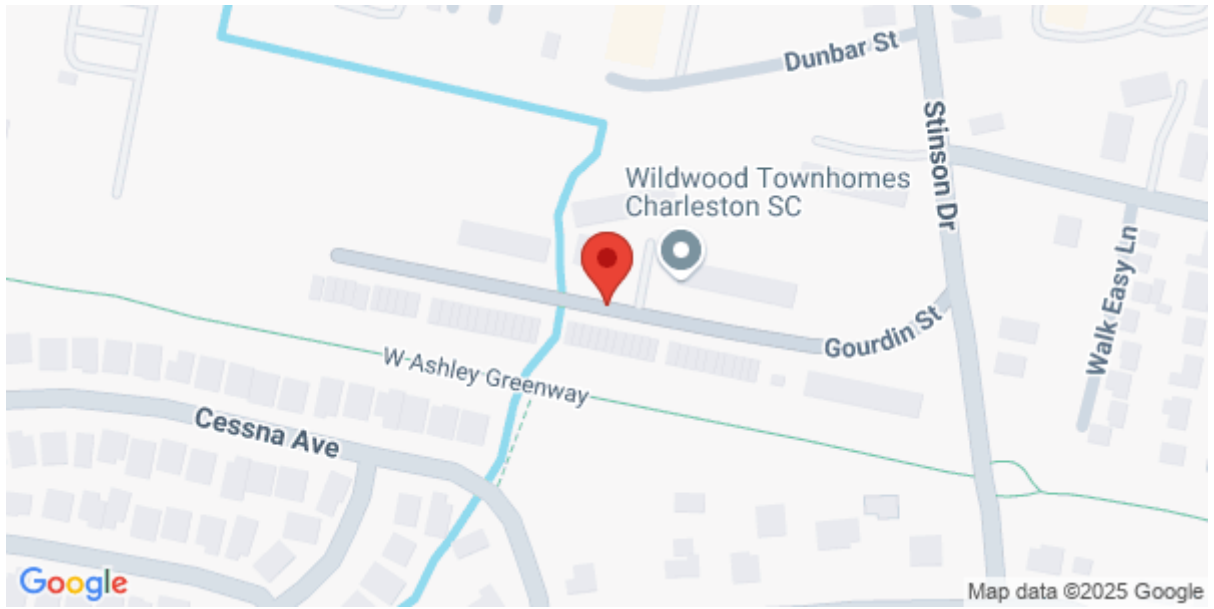 Dunbar St
Stinson Dr
Wildwood Townhomes
Charleston SC
Walk Easy Ln
Gourdin St
W Ashley Greenway
Cessna Ave
Google
Map data ©2025 Google